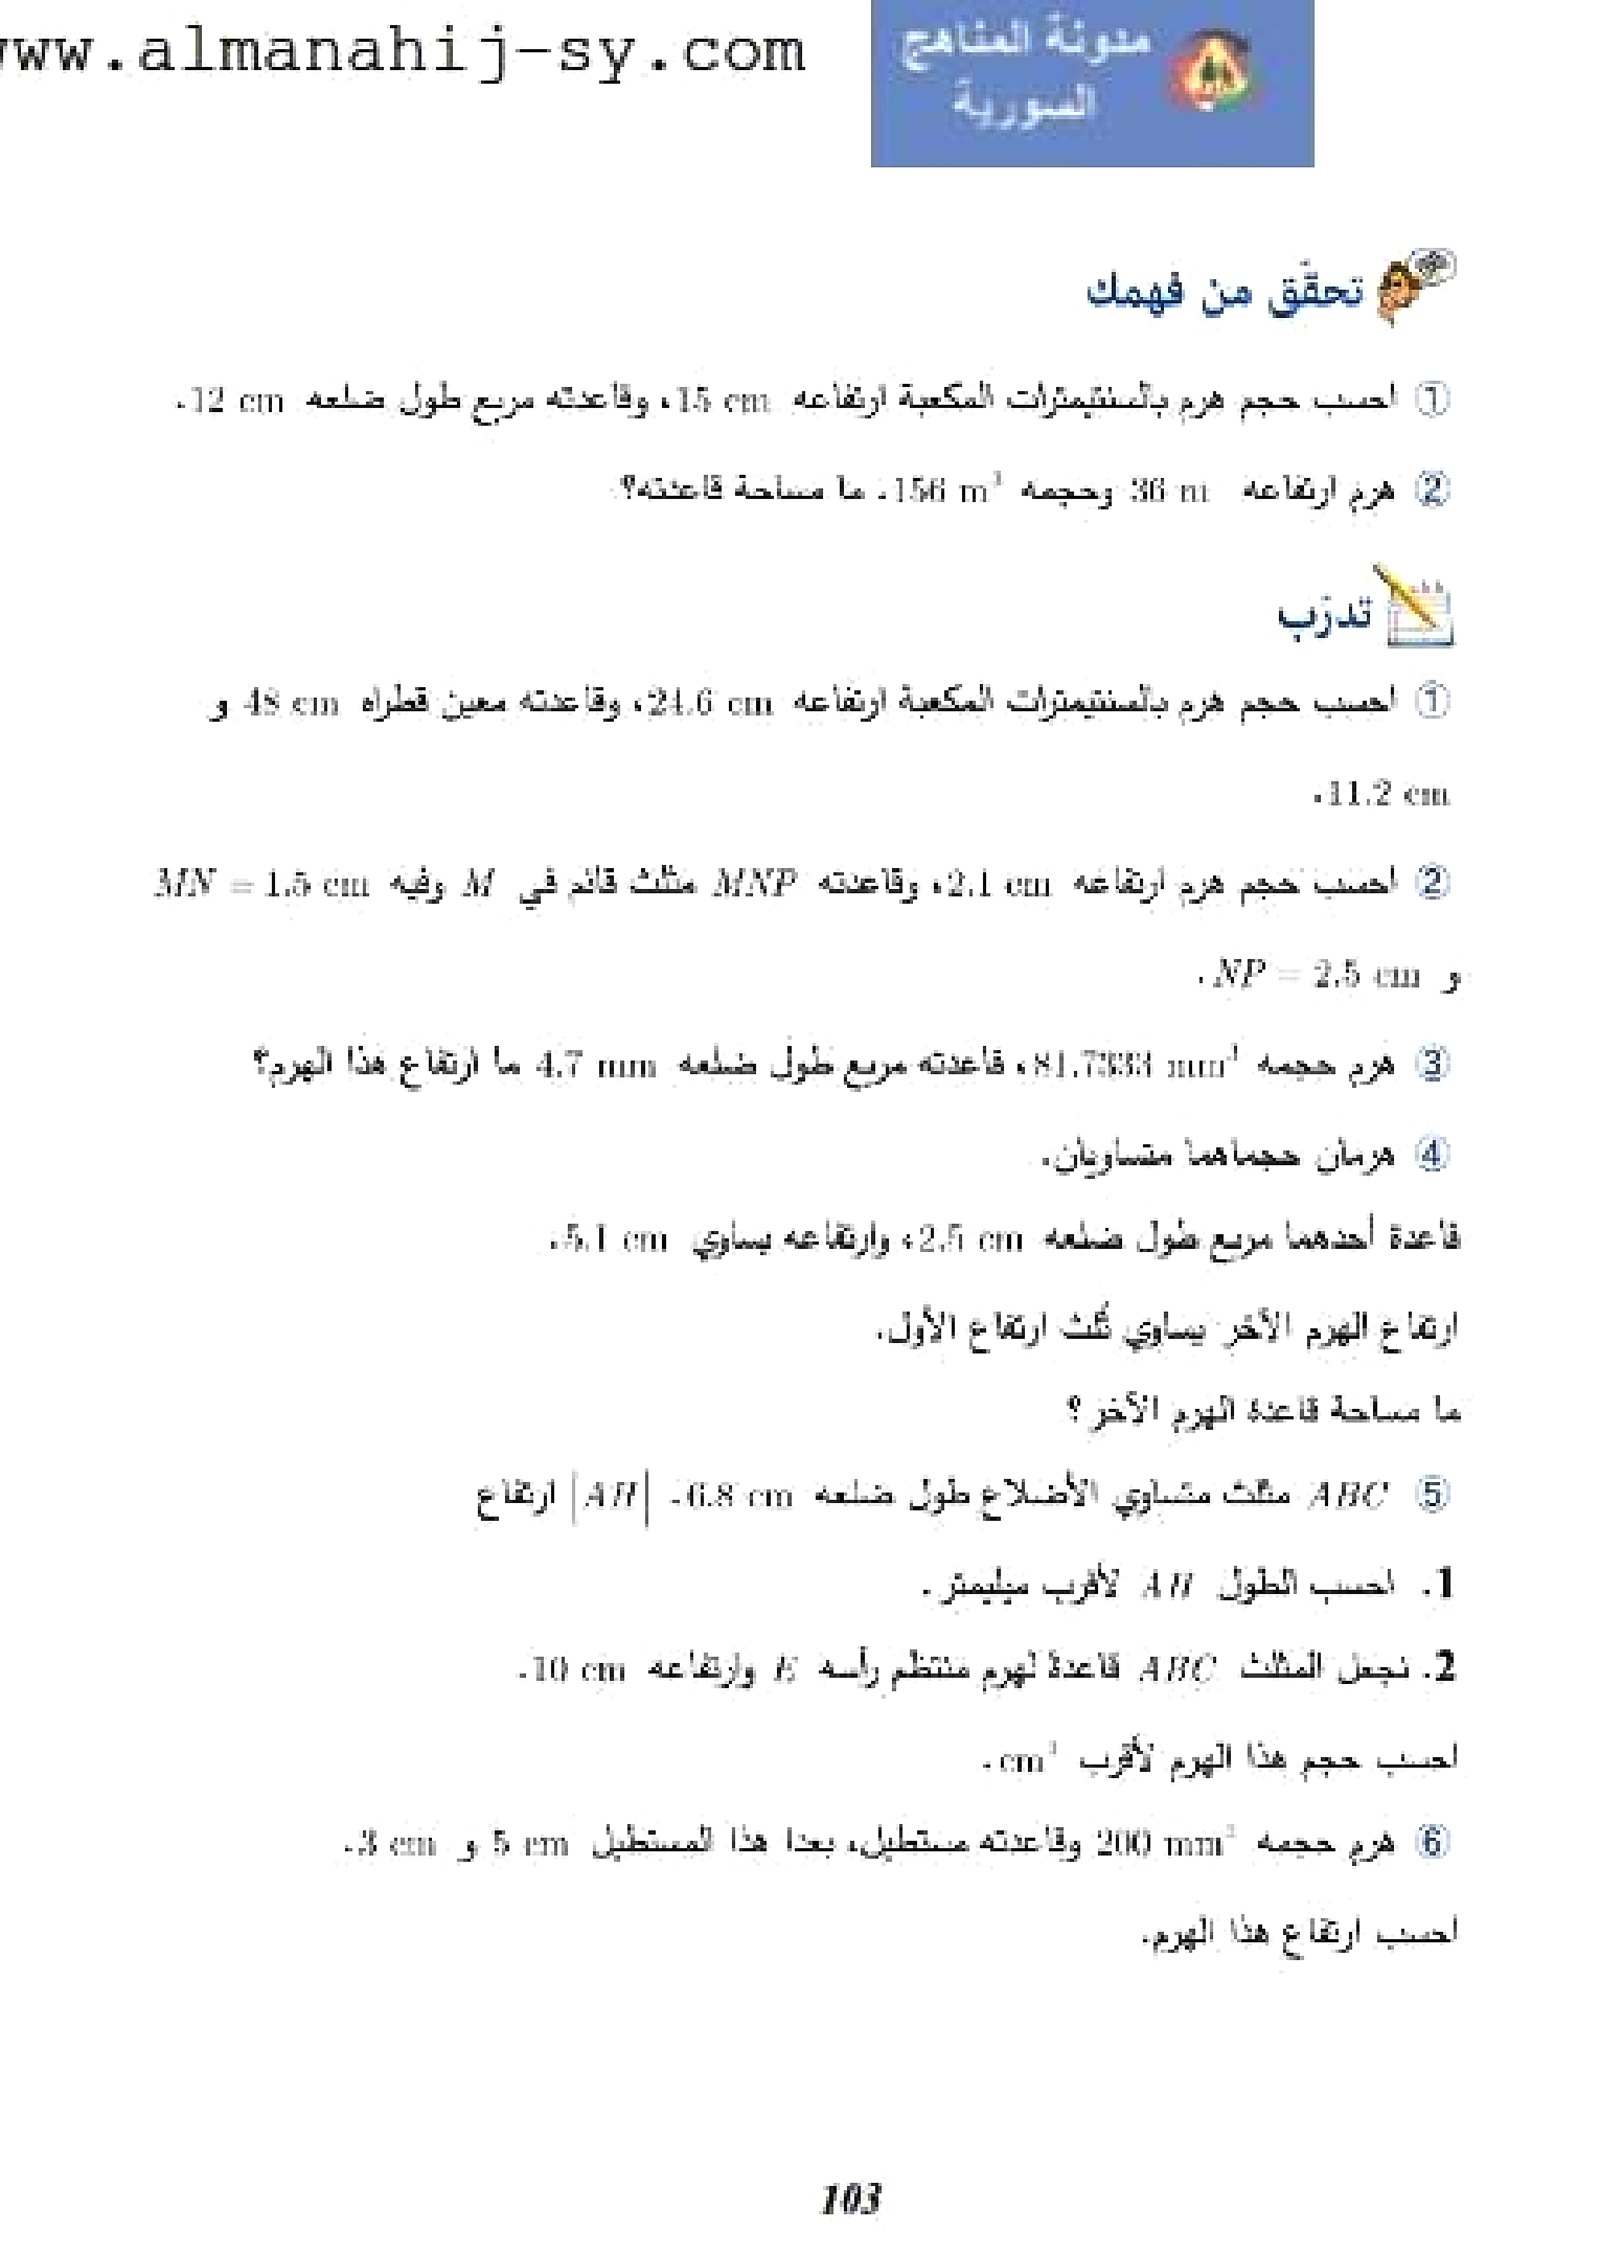 www.almanahij-sy.com
مدونة المناهج
السورية
تحقّق من فهمك
① احسب حجم هرم بالسنتيمترات المكعبة ارتفاعه 15 cm، وقاعدته مربع طول ضلعه 12 cm.
② هرم ارتفاعه 36 m وحجمه 156 m³. ما مساحة قاعدته؟
تدرّب
① احسب حجم هرم بالسنتيمترات المكعبة ارتفاعه 24.6 cm، وقاعدته معين قطراه 48 cm و
11.2 cm.
② احسب حجم هرم ارتفاعه 2.1 cm، وقاعدته MNP مثلث قائم في M وفيه MN = 1.5 cm
و NP = 2.5 cm.
③ هرم حجمه 81.7333 mm³، قاعدته مربع طول ضلعه 4.7 mm ما ارتفاع هذا الهرم؟
④ هرمان حجماهما متساويان.
قاعدة أحدهما مربع طول ضلعه 2.5 cm، وارتفاعه يساوي 5.1 cm.
ارتفاع الهرم الآخر يساوي ثُلث ارتفاع الأول.
ما مساحة قاعدة الهرم الآخر؟
⑤ ABC مثلث متساوي الأضلاع طول ضلعه 6.8 cm. [AH] ارتفاع
1. احسب الطول AH لأقرب ميليمتر.
2. نجعل المثلث ABC قاعدة لهرم منتظم رأسه E وارتفاعه 10 cm.
احسب حجم هذا الهرم لأقرب cm³.
⑥ هرم حجمه 200 mm³ وقاعدته مستطيل، بعدا هذا المستطيل 5 cm و 3 cm.
احسب ارتفاع هذا الهرم.
103